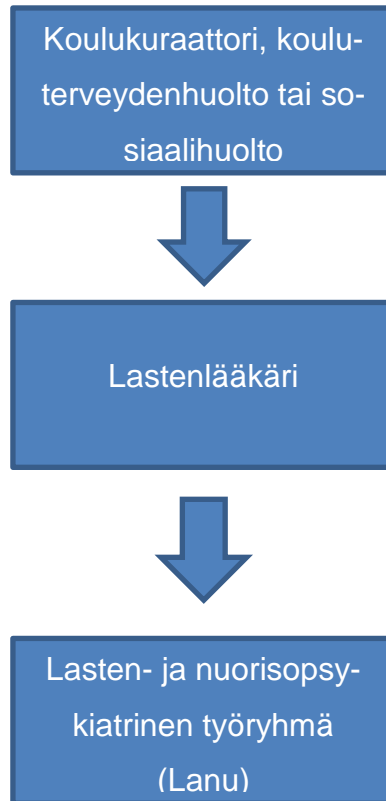 Koulukuraattori, koulu-
terveydenhuolto tai so-
siaalihuolto
Lastenlääkäri
Lasten- ja nuorisopsy-
kiatrinen työryhmä
(Lanu)